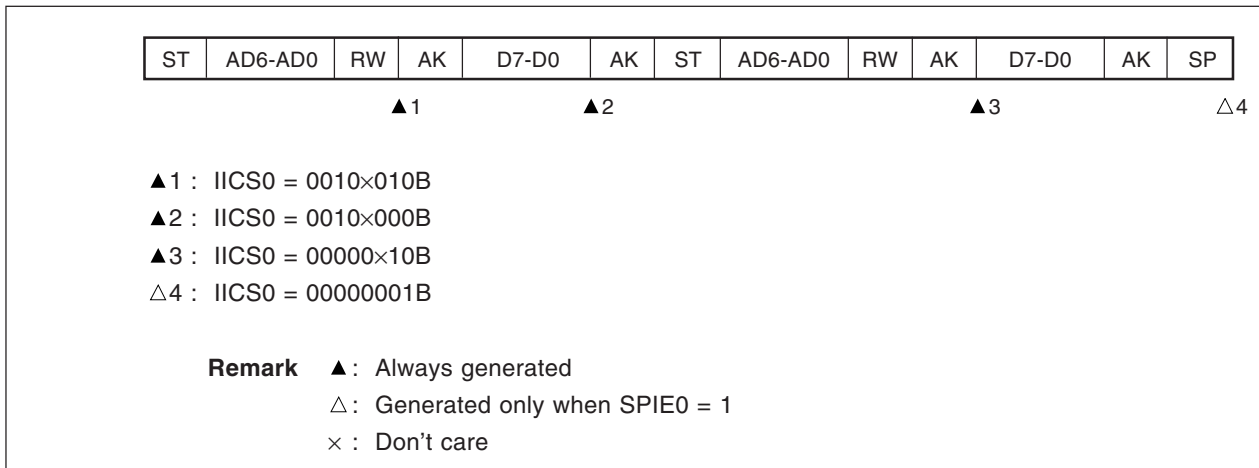 ST AD6-AD0 RW AK D7-D0 AK ST AD6-AD0 RW AK D7-D0 AK SP
▲1 ▲2 ▲3 △4
▲1 : IICS0 = 0010×010B
▲2 : IICS0 = 0010×000B
▲3 : IICS0 = 00000×10B
△4 : IICS0 = 00000001B
Remark ▲ : Always generated
△ : Generated only when SPIE0 = 1
× : Don't care